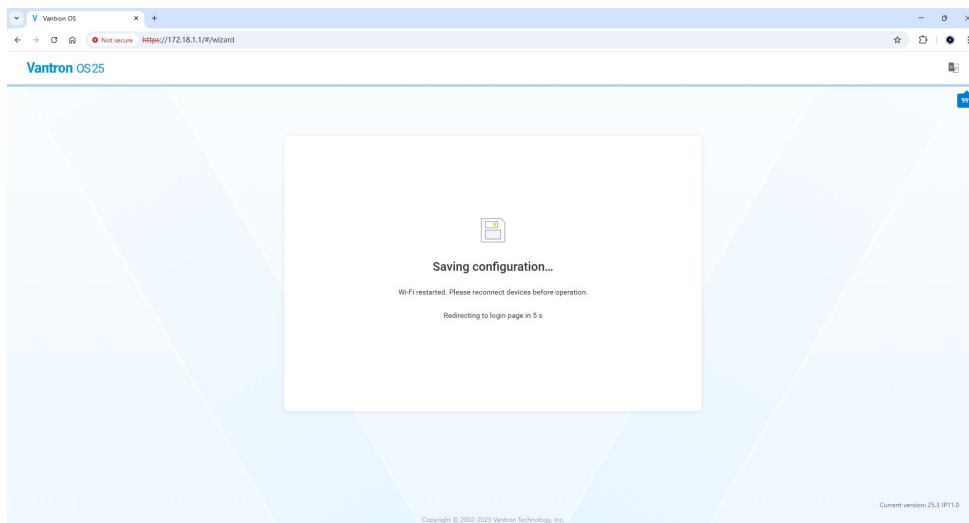 V Vantron OS
Not secure https://172.18.1.1/#/wizard
Vantron OS25
99
Saving configuration...
Wi-Fi restarted. Please reconnect devices before operation.
Redirecting to login page in 5 s
Current version: 25.3 IP11.0
Copyright © 2002-2025 Vantron Technology, Inc.